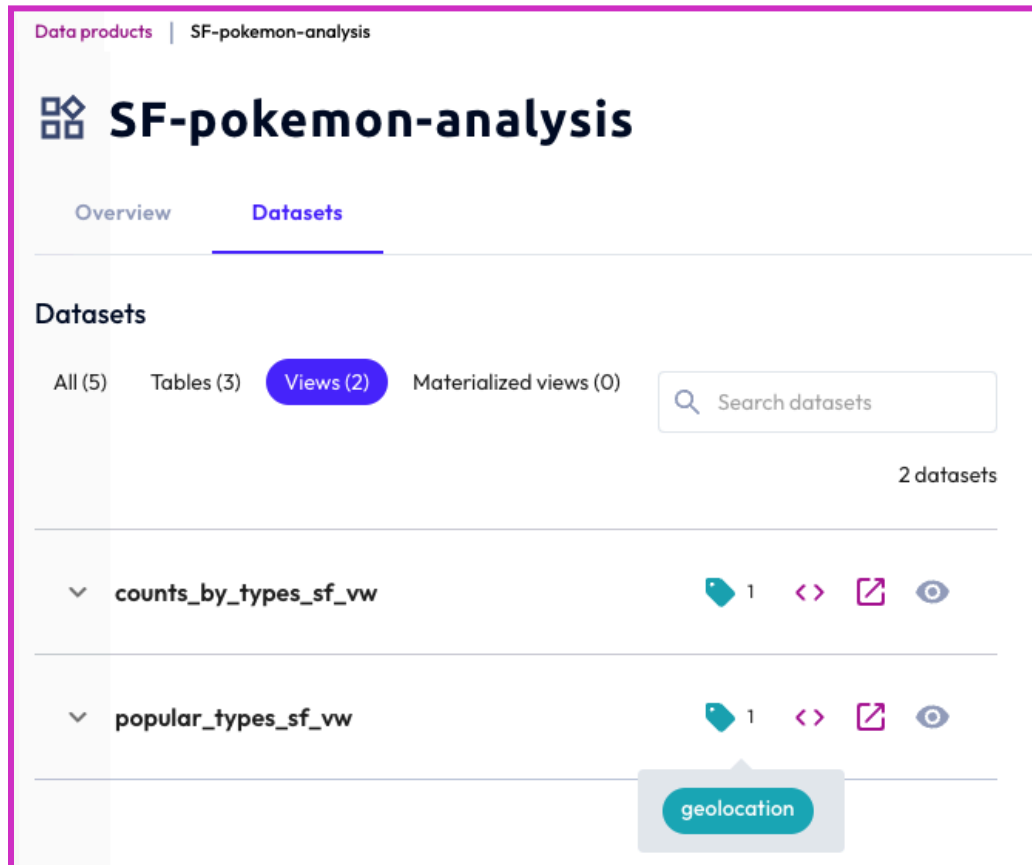 Data products | SF-pokemon-analysis
SF-pokemon-analysis
Overview Datasets
Datasets
All (5) Tables (3) Views (2) Materialized views (0) Search datasets
2 datasets
counts_by_types_sf_vw 1 <>
popular_types_sf_vw 1 <>
geolocation